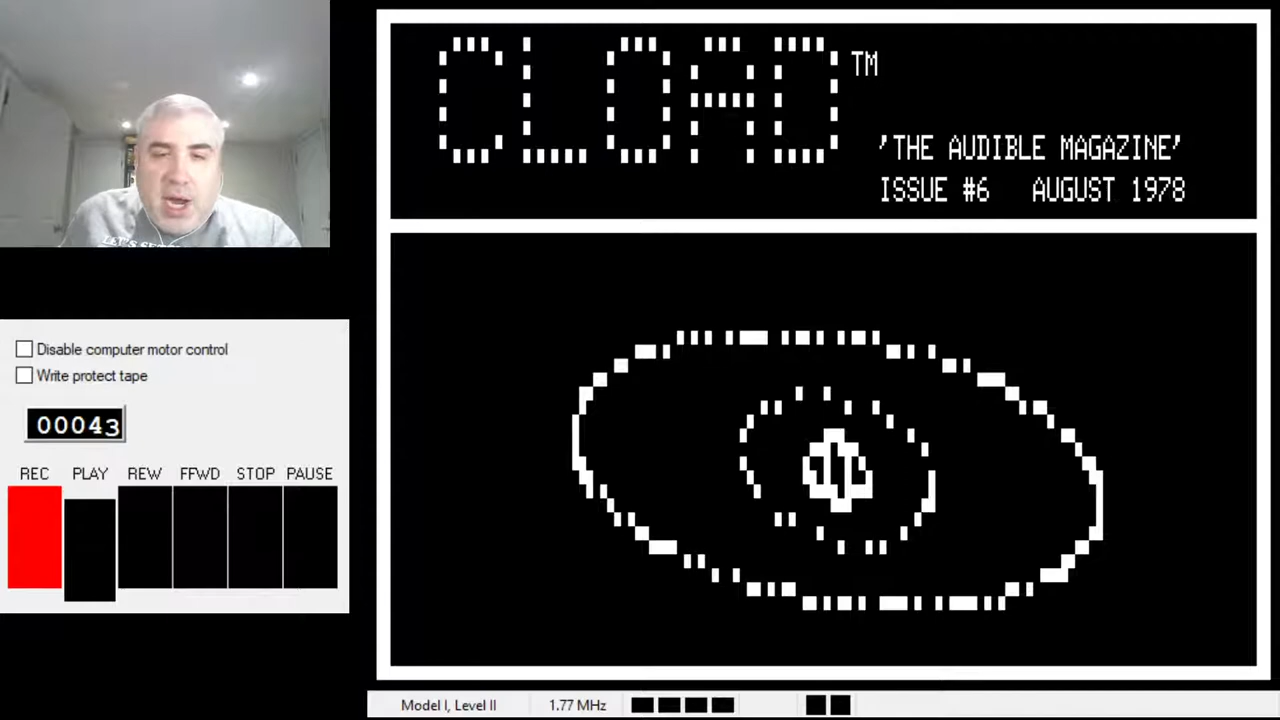 CLOAD™
'THE AUDIBLE MAGAZINE'
ISSUE #6 AUGUST 1978
Disable computer motor control
Write protect tape
00043
REC PLAY REW FFWD STOP PAUSE
Model I, Level II 1.77 MHz